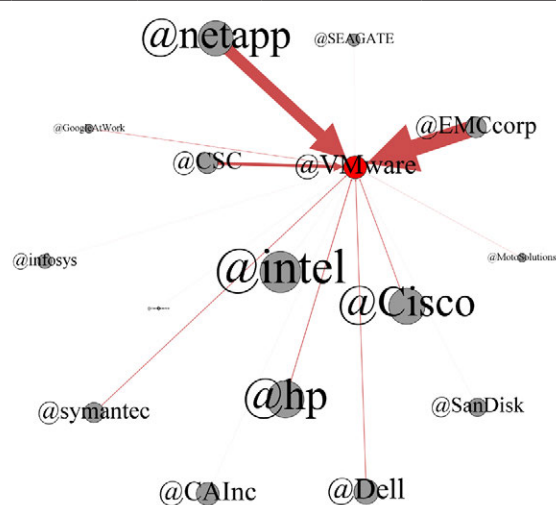 @netapp
@SEAGATE
@EMCcorp
@GoogleAtWork
@CSC
@VMware
@infosys
@intel
@MotoSolutions
@Cisco
@hp
@symantec
@SanDisk
@CAInc
@Dell